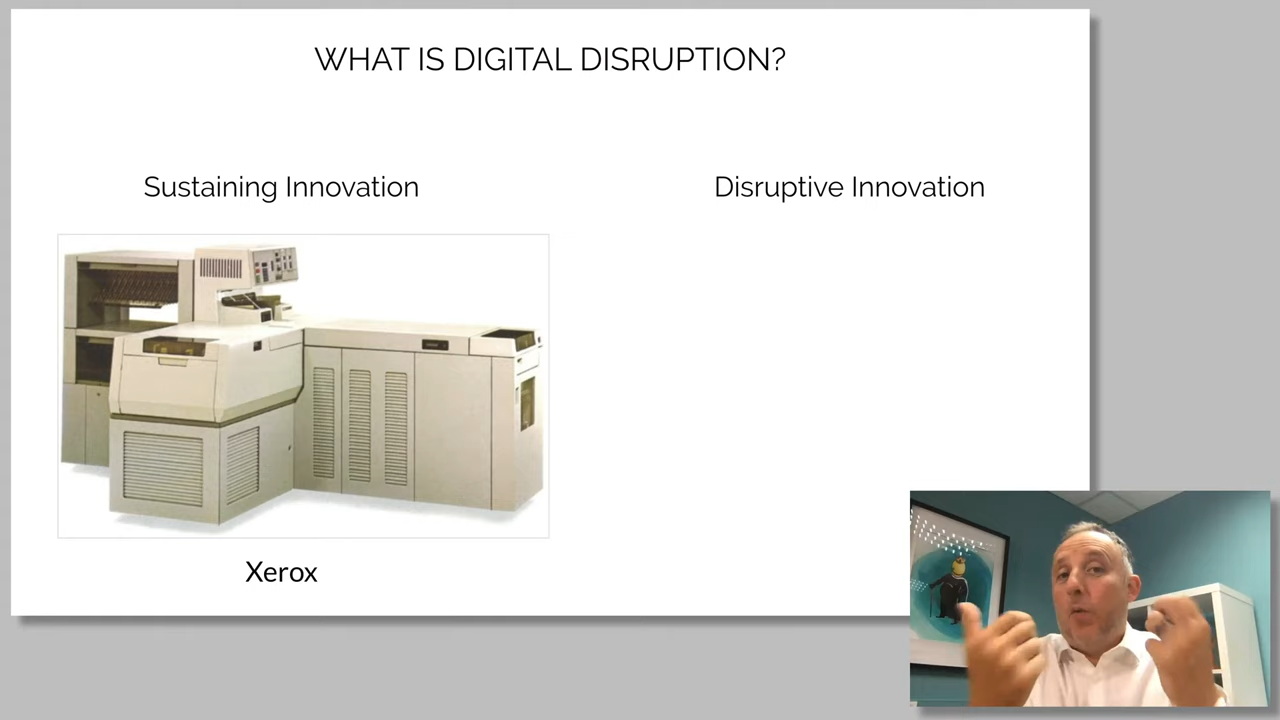 WHAT IS DIGITAL DISRUPTION?
Sustaining Innovation
Disruptive Innovation
Xerox